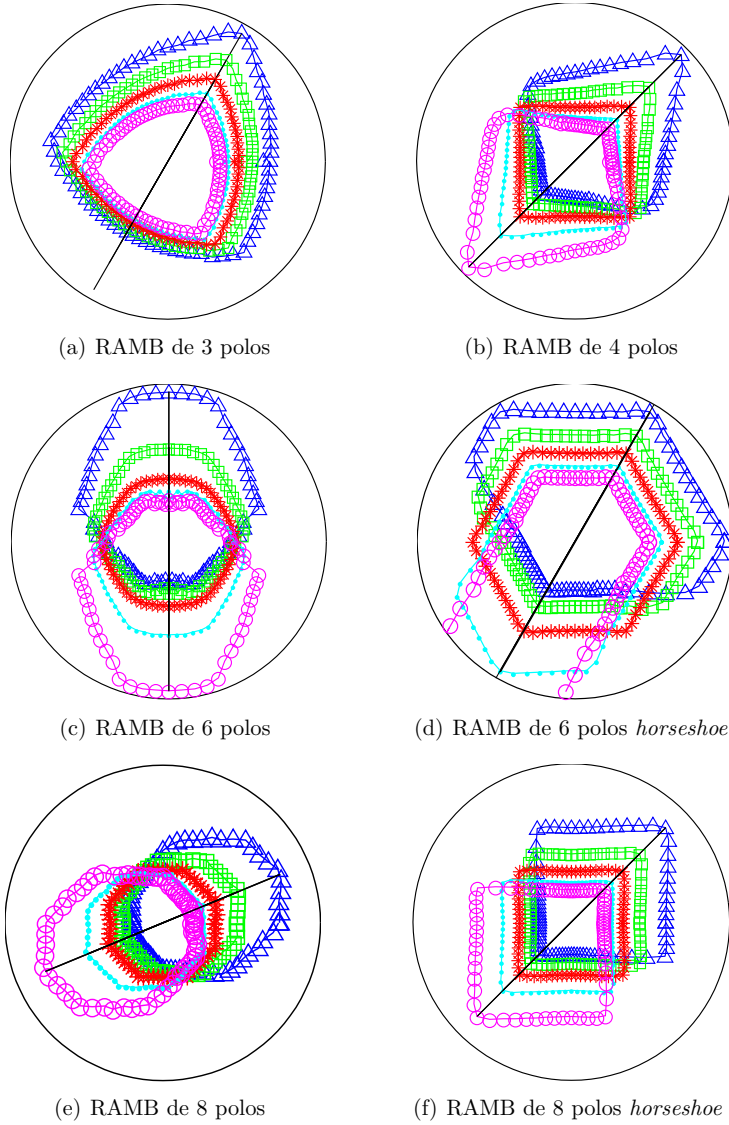 (a) RAMB de 3 polos
(b) RAMB de 4 polos
(c) RAMB de 6 polos
(d) RAMB de 6 polos horseshoe
(e) RAMB de 8 polos
(f) RAMB de 8 polos horseshoe